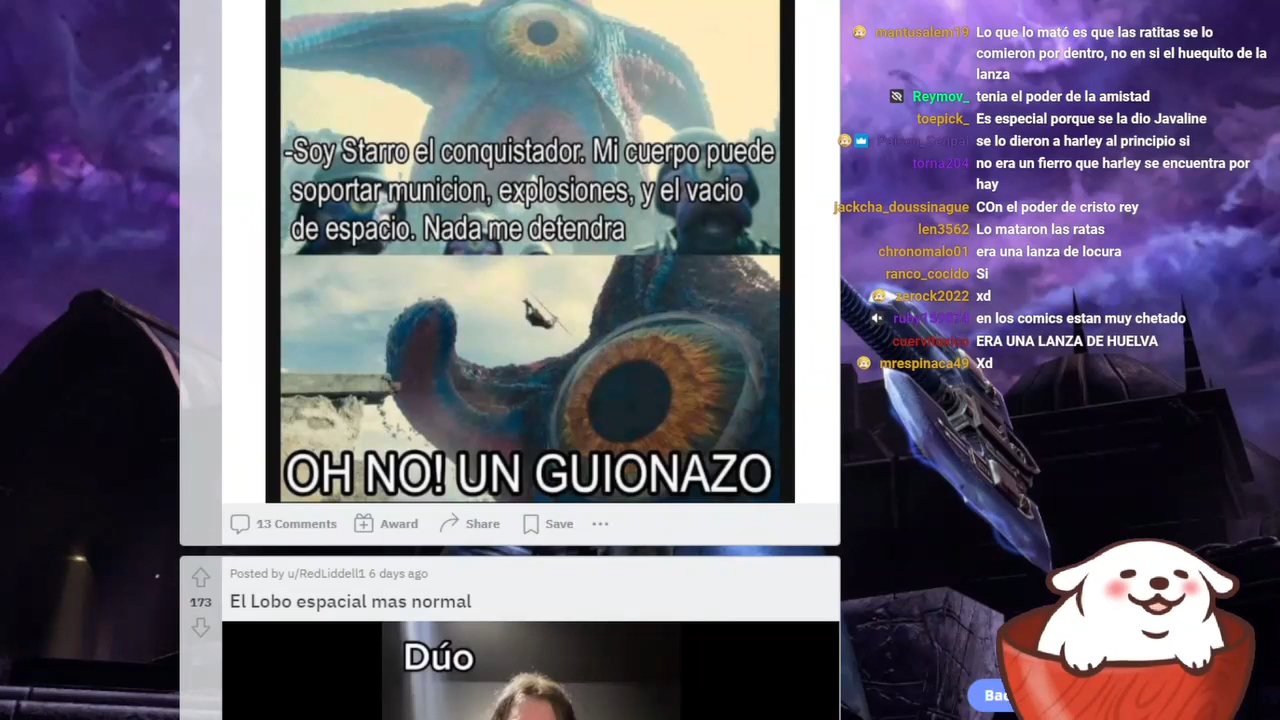 -Soy Starro el conquistador. Mi cuerpo puede
soportar municion, explosiones, y el vacio
de espacio. Nada me detendra
OH NO! UN GUIONAZO
13 Comments
Award
Share
Save
Posted by u/RedLiddell1 6 days ago
173
El Lobo espacial mas normal
Dúo
mantusalem19 Lo que lo mató es que las ratitas se lo
comieron por dentro, no en si el huequito de la
lanza
Reymov_ tenia el poder de la amistad
toepick_ Es especial porque se la dio Javaline
se lo dieron a harley al principio si
torna204 no era un fierro que harley se encuentra por
hay
jackcha_doussinague COn el poder de cristo rey
len3562 Lo mataron las ratas
chronomalo01 era una lanza de locura
ranco_cocido Si
zerock2022 xd
en los comics estan muy chetado
ERA UNA LANZA DE HUELVA
mrespinaca49 Xd